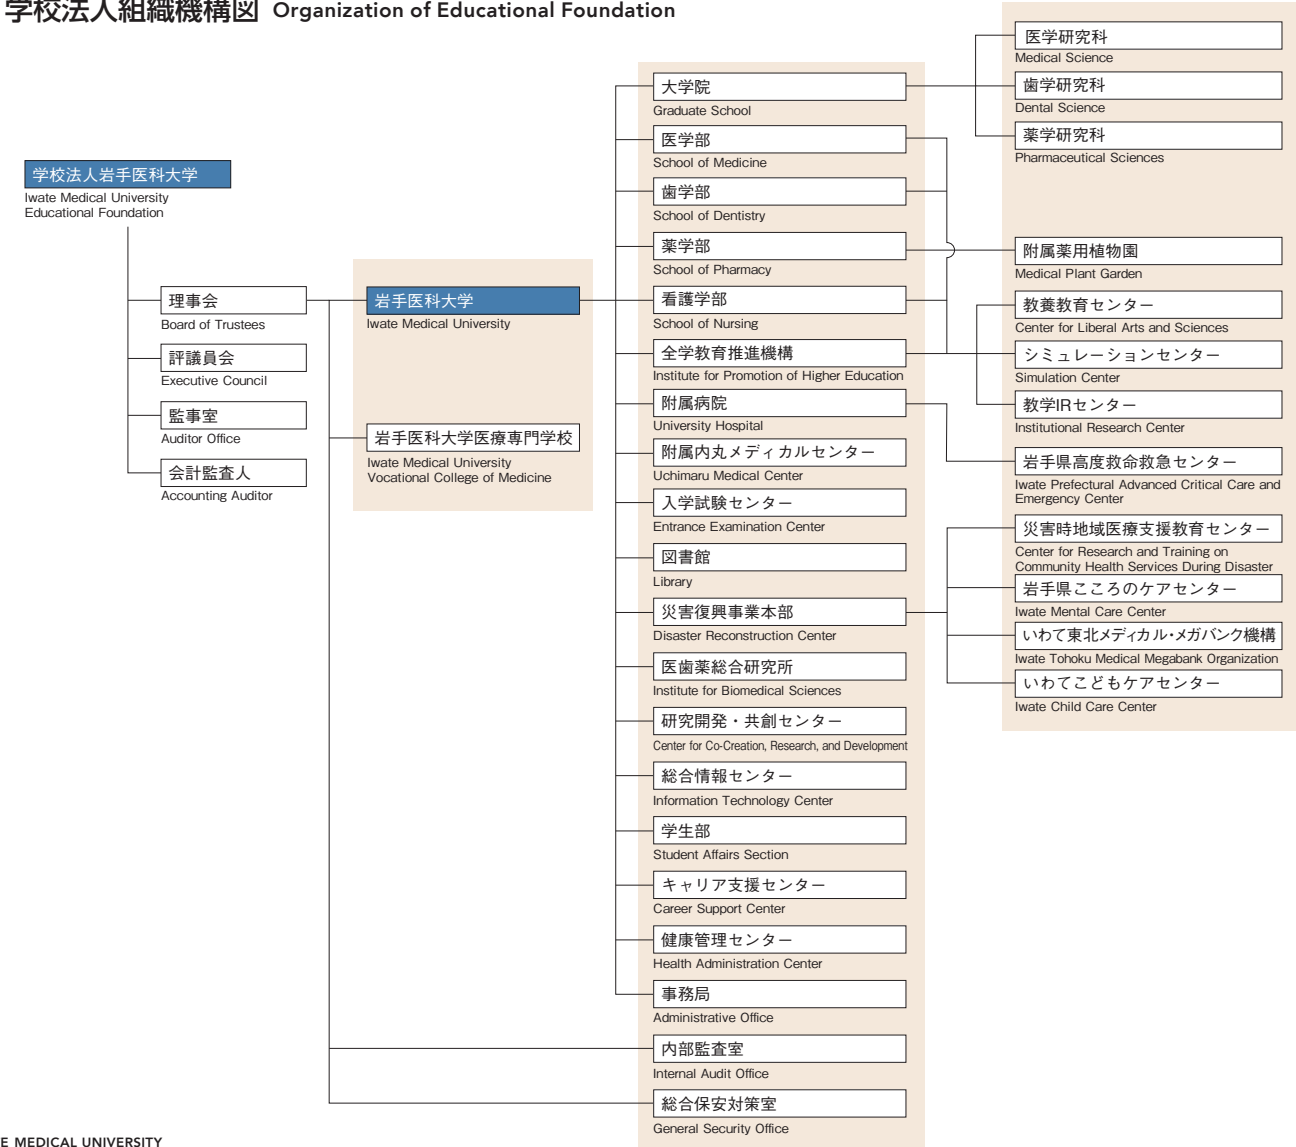 学校法人組織機構図 Organization of Educational Foundation
学校法人岩手医科大学
Iwate Medical University
Educational Foundation
理事会
Board of Trustees
評議員会
Executive Council
監事室
Auditor Office
会計監査人
Accounting Auditor
岩手医科大学
Iwate Medical University
岩手医科大学医療専門学校
Iwate Medical University
Vocational College of Medicine
大学院
Graduate School
医学部
School of Medicine
歯学部
School of Dentistry
薬学部
School of Pharmacy
看護学部
School of Nursing
全学教育推進機構
Institute for Promotion of Higher Education
附属病院
University Hospital
附属内丸メディカルセンター
Uchimaru Medical Center
入学試験センター
Entrance Examination Center
図書館
Library
災害復興事業本部
Disaster Reconstruction Center
医歯薬総合研究所
Institute for Biomedical Sciences
研究開発・共創センター
Center for Co-Creation, Research, and Development
総合情報センター
Information Technology Center
学生部
Student Affairs Section
キャリア支援センター
Career Support Center
健康管理センター
Health Administration Center
事務局
Administrative Office
内部監査室
Internal Audit Office
総合保安対策室
General Security Office
医学研究科
Medical Science
歯学研究科
Dental Science
薬学研究科
Pharmaceutical Sciences
附属薬用植物園
Medical Plant Garden
教養教育センター
Center for Liberal Arts and Sciences
シミュレーションセンター
Simulation Center
教学IRセンター
Institutional Research Center
岩手県高度救命救急センター
Iwate Prefectural Advanced Critical Care and
Emergency Center
災害時地域医療支援教育センター
Center for Research and Training on
Community Health Services During Disaster
岩手県こころのケアセンター
Iwate Mental Care Center
いわて東北メディカル・メガバンク機構
Iwate Tohoku Medical Megabank Organization
いわてこどもケアセンター
Iwate Child Care Center
E MEDICAL UNIVERSITY